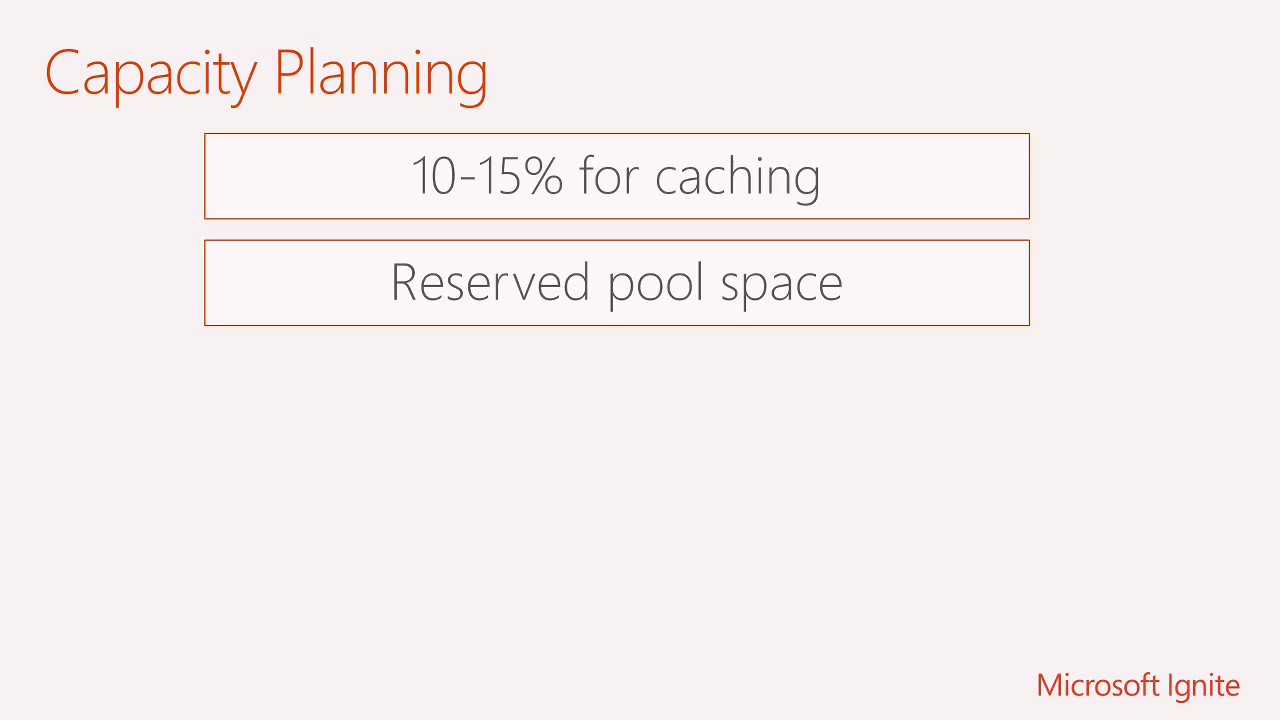 Capacity Planning
10-15% for caching
Reserved pool space
Microsoft Ignite